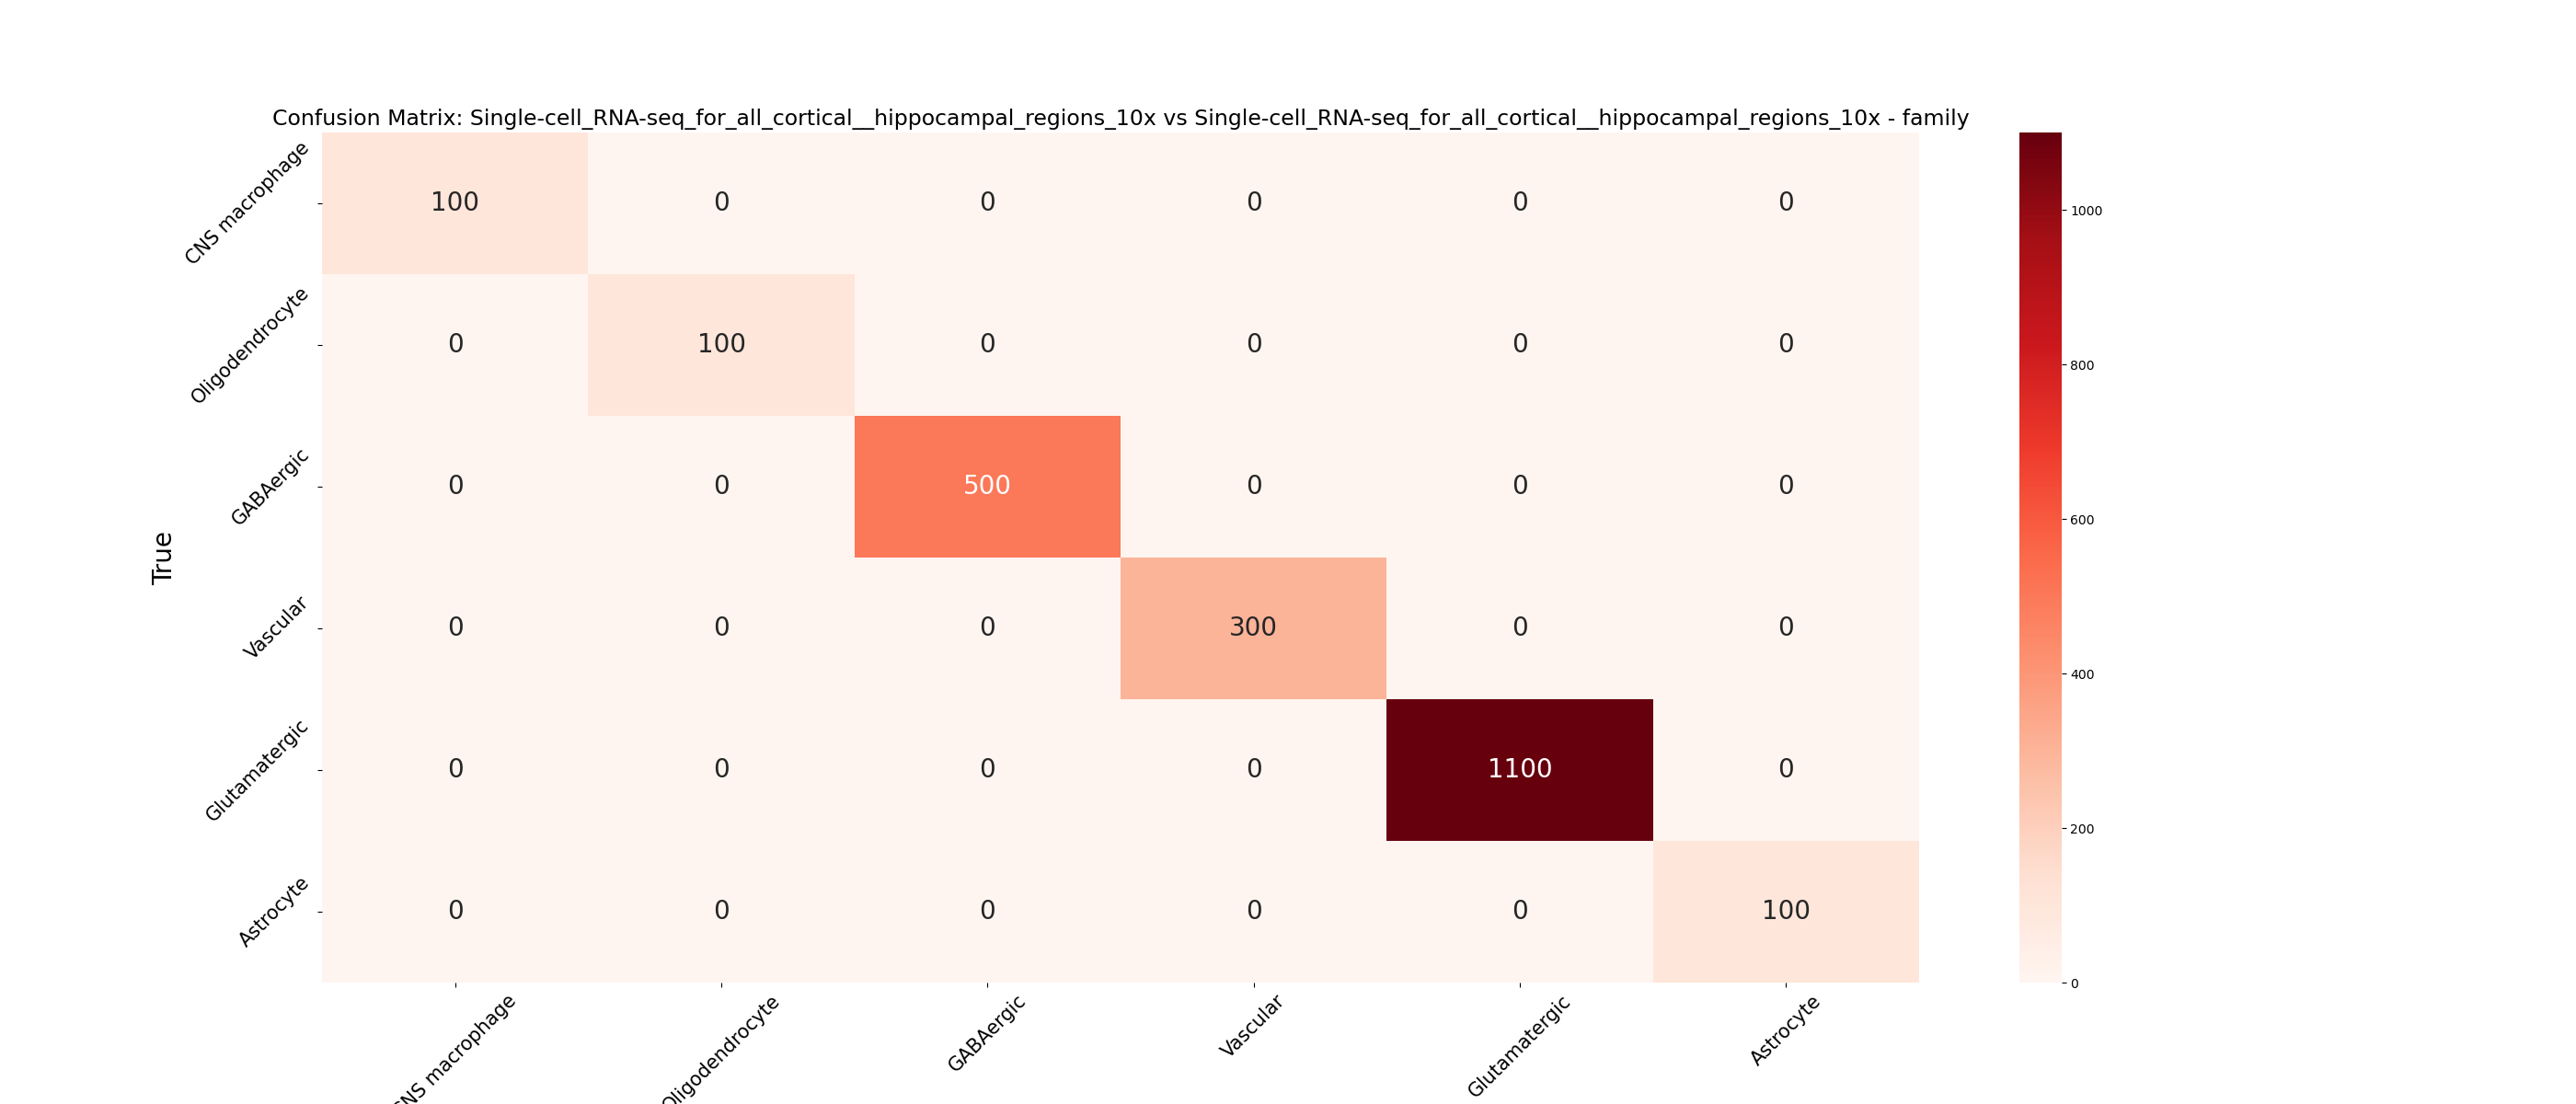 Confusion Matrix: Single-cell_RNA-seq_for_all_cortical__hippocampal_regions_10x vs Single-cell_RNA-seq_for_all_cortical__hippocampal_regions_10x - family
True
CNS macrophage
100 0 0 0 0 0
Oligodendrocyte
0 100 0 0 0 0
GABAergic
0 0 500 0 0 0
Vascular
0 0 0 300 0 0
Glutamatergic
0 0 0 0 1100 0
Astrocyte
0 0 0 0 0 100
CNS macrophage
Oligodendrocyte
GABAergic
Vascular
Glutamatergic
Astrocyte
1000
800
600
400
200
0